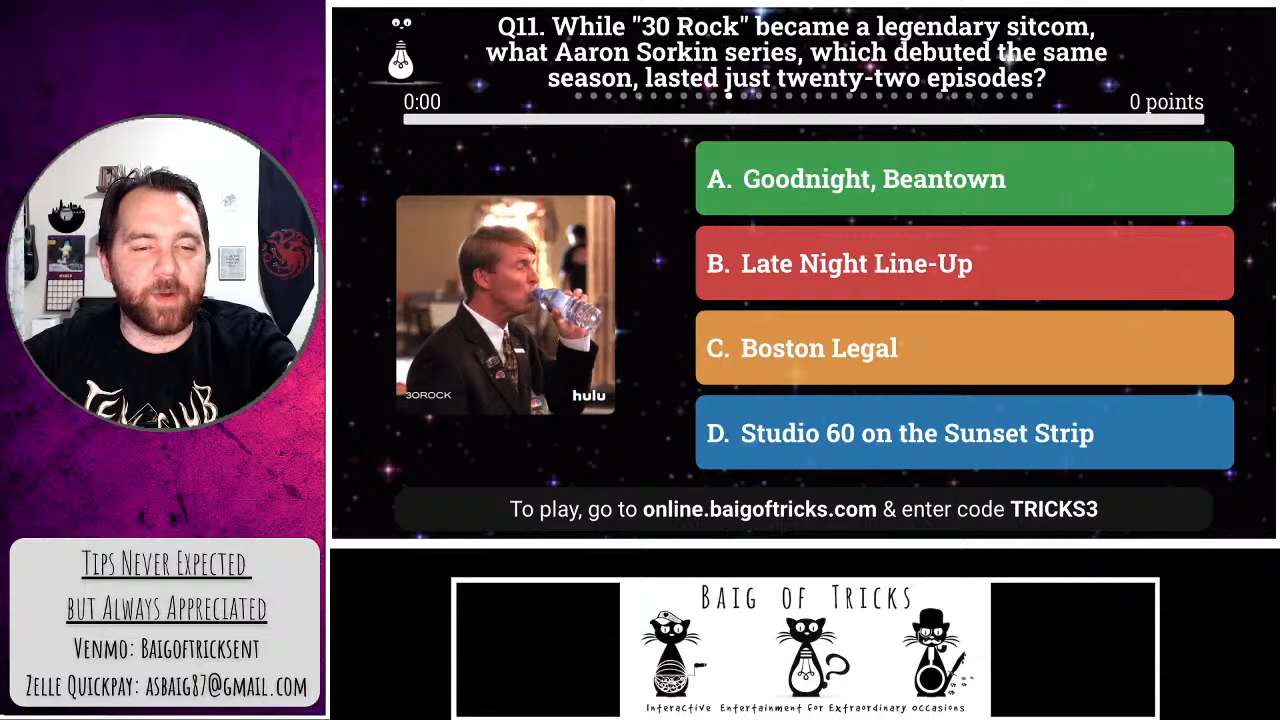 Q11. While "30 Rock" became a legendary sitcom,
what Aaron Sorkin series, which debuted the same
season, lasted just twenty-two episodes?
0:00
0 points
A. Goodnight, Beantown
B. Late Night Line-Up
C. Boston Legal
D. Studio 60 on the Sunset Strip
30ROCK
hulu
To play, go to online.baigoftricks.com & enter code TRICKS3
Tips Never Expected
but Always Appreciated
Venmo: Baigoftricksent
Zelle Quickpay: asbaig87@gmail.com
Baig of Tricks
Interactive Entertainment for Extraordinary Occasions